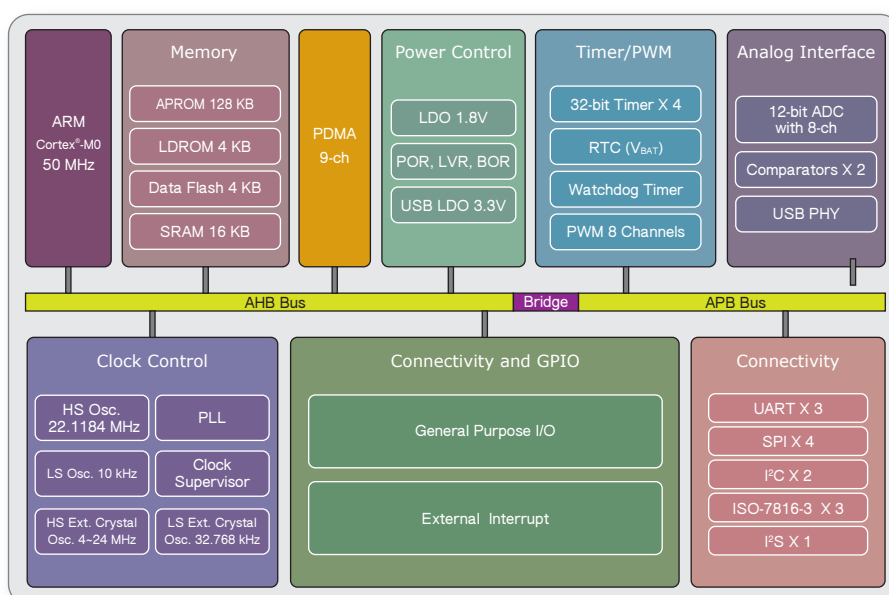 ARM
Cortex®-M0
50 MHz
Memory
APROM 128 KB
LDROM 4 KB
Data Flash 4 KB
SRAM 16 KB
PDMA
9-ch
Power Control
LDO 1.8V
POR, LVR, BOR
USB LDO 3.3V
Timer/PWM
32-bit Timer X 4
RTC (VBAT)
Watchdog Timer
PWM 8 Channels
Analog Interface
12-bit ADC
with 8-ch
Comparators X 2
USB PHY
AHB Bus
Bridge
APB Bus
Clock Control
HS Osc.
22.1184 MHz
PLL
LS Osc. 10 kHz
Clock
Supervisor
HS Ext. Crystal
Osc. 4~24 MHz
LS Ext. Crystal
Osc. 32.768 kHz
Connectivity and GPIO
General Purpose I/O
External Interrupt
Connectivity
UART X 3
SPI X 4
I²C X 2
ISO-7816-3 X 3
I²S X 1